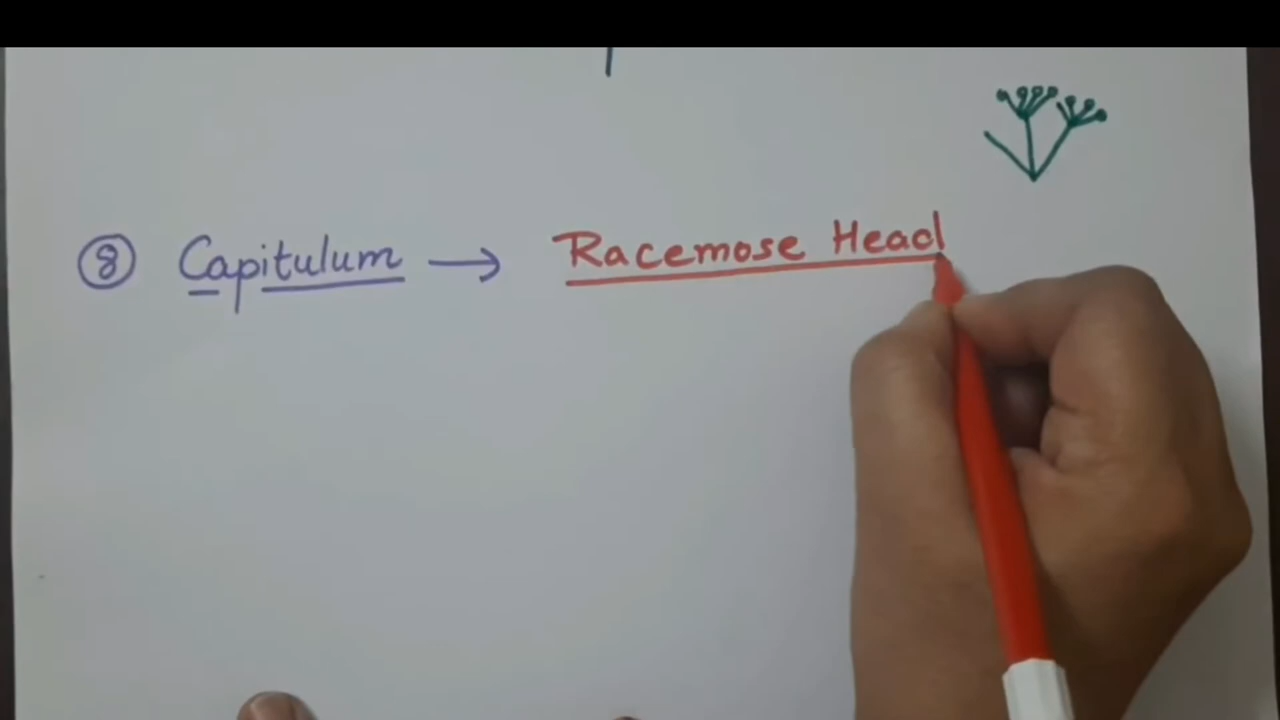 ⑧ Capitulum → Racemose Head